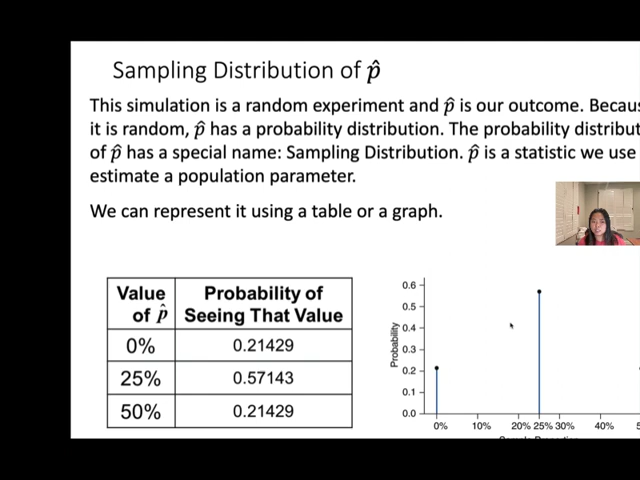 Sampling Distribution of p̂
This simulation is a random experiment and p̂ is our outcome.
it is random, p̂ has a probability distribution. The probability
of p̂ has a special name: Sampling Distribution. p̂ is a statistic we use
estimate a population parameter.
We can represent it using a table or a graph.
Value of p̂ Probability of Seeing That Value
0% 0.21429
25% 0.57143
50% 0.21429
Probability
0.6
0.5
0.4
0.3
0.2
0.1
0.0
0% 10% 20% 25% 30% 40%